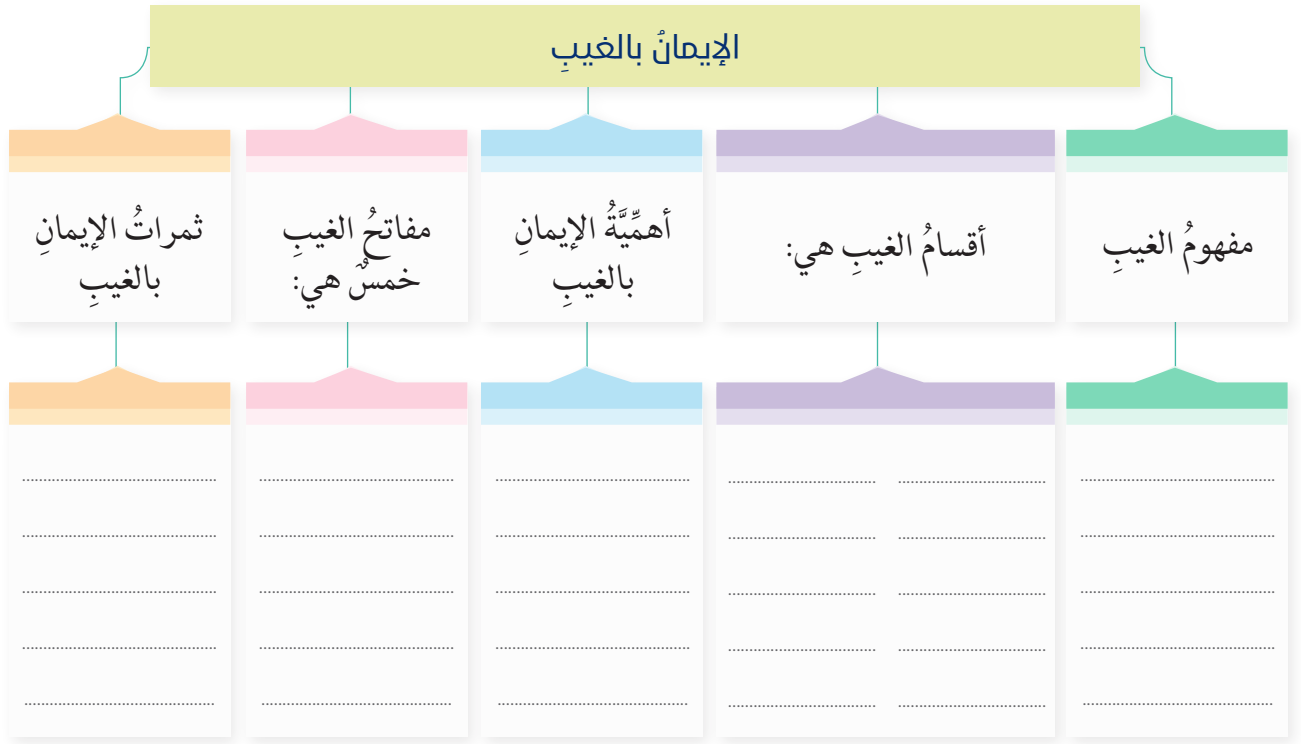 الإيمانُ بالغيبِ
مفهومُ الغيبِ
أقسامُ الغيبِ هي:
أهمِّيَّةُ الإيمانِ
بالغيبِ
مفاتحُ الغيبِ
خمسٌ هي:
ثمراتُ الإيمانِ
بالغيبِ